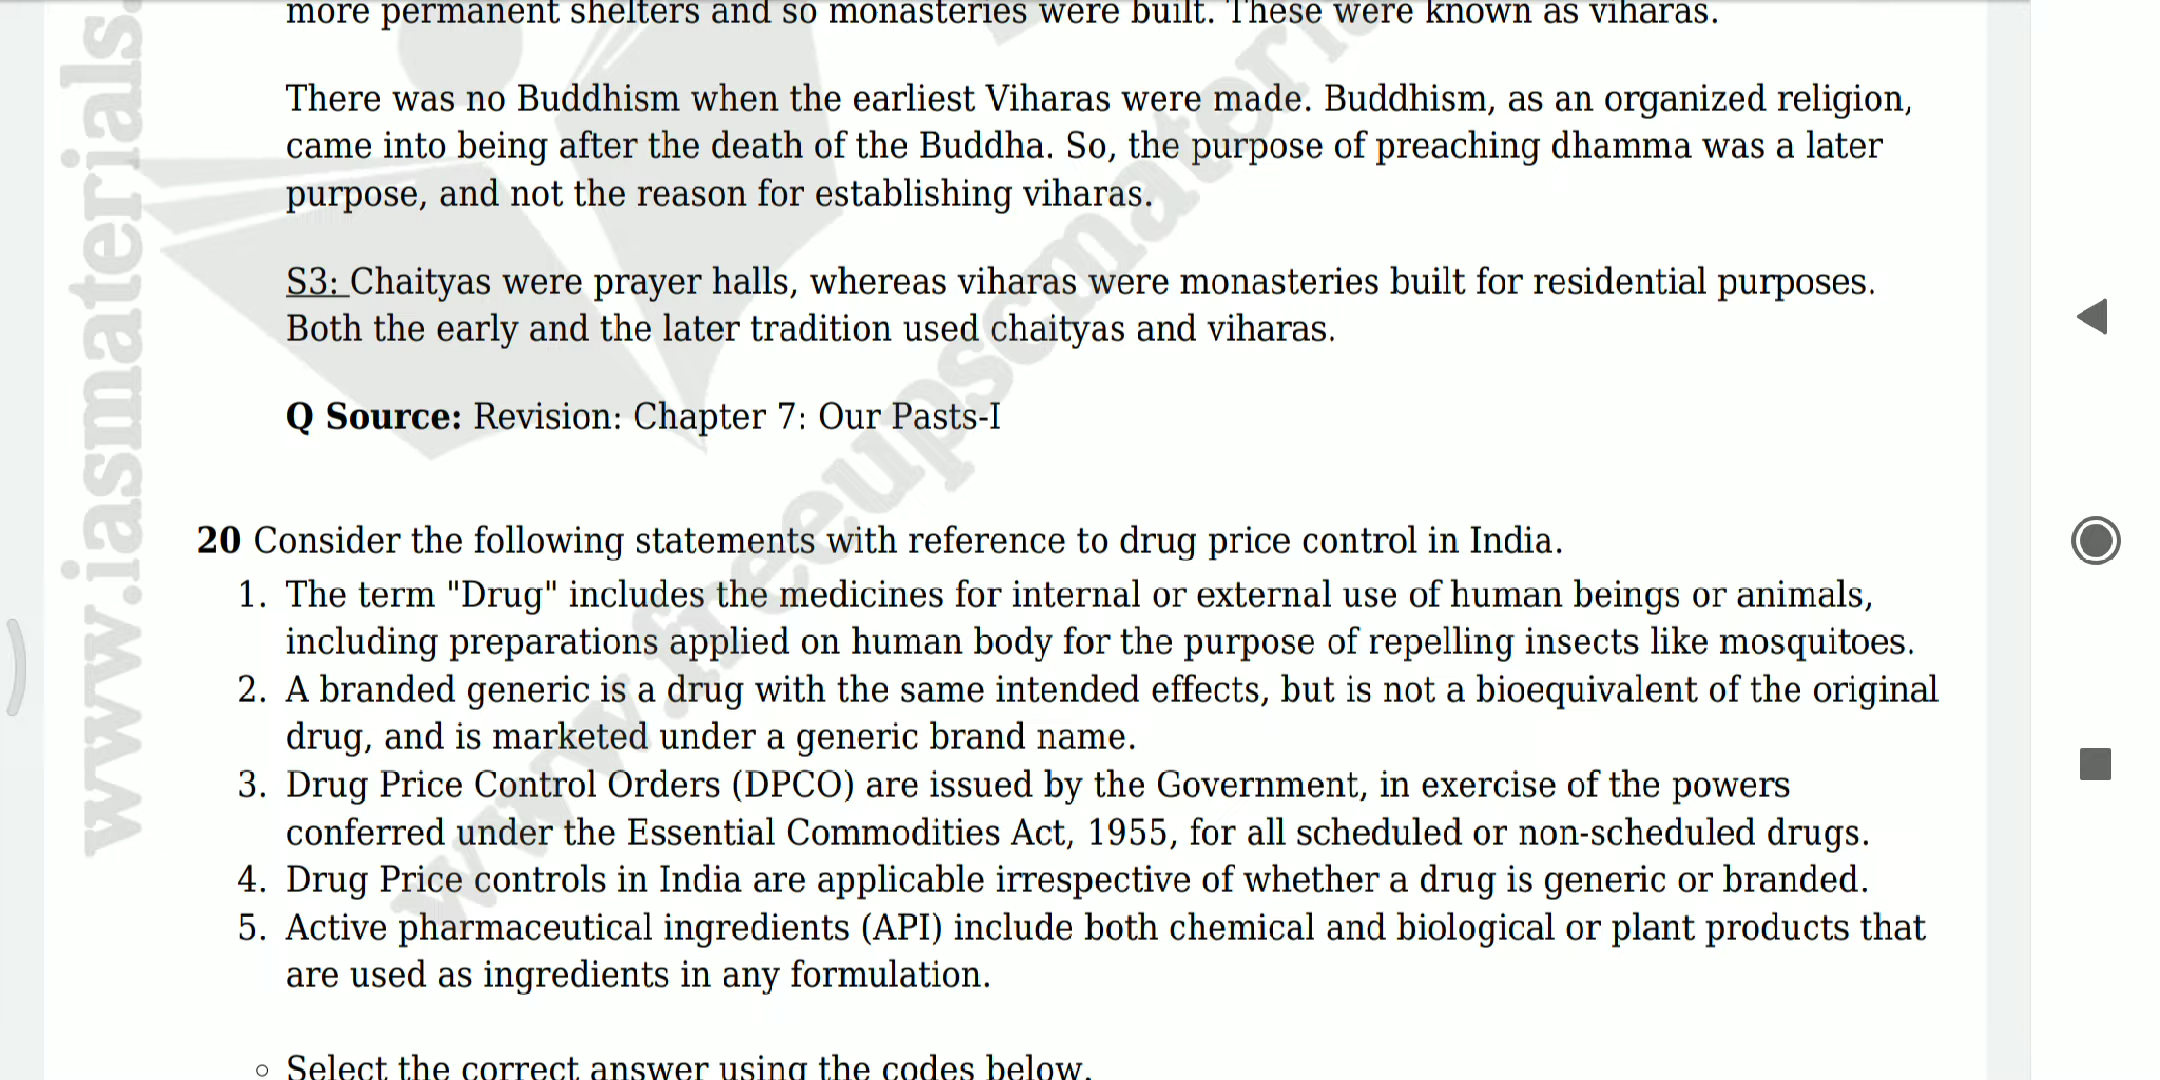 more permanent shelters and so monasteries were built. These were known as viharas.
There was no Buddhism when the earliest Viharas were made. Buddhism, as an organized religion,
came into being after the death of the Buddha. So, the purpose of preaching dhamma was a later
purpose, and not the reason for establishing viharas.
S3: Chaityas were prayer halls, whereas viharas were monasteries built for residential purposes.
Both the early and the later tradition used chaityas and viharas.
Q Source: Revision: Chapter 7: Our Pasts-I
20 Consider the following statements with reference to drug price control in India.
1. The term "Drug" includes the medicines for internal or external use of human beings or animals,
including preparations applied on human body for the purpose of repelling insects like mosquitoes.
2. A branded generic is a drug with the same intended effects, but is not a bioequivalent of the original
drug, and is marketed under a generic brand name.
3. Drug Price Control Orders (DPCO) are issued by the Government, in exercise of the powers
conferred under the Essential Commodities Act, 1955, for all scheduled or non-scheduled drugs.
4. Drug Price controls in India are applicable irrespective of whether a drug is generic or branded.
5. Active pharmaceutical ingredients (API) include both chemical and biological or plant products that
are used as ingredients in any formulation.
○ Select the correct answer using the codes below.
www.iasmaterials.
www.freeupscmateria